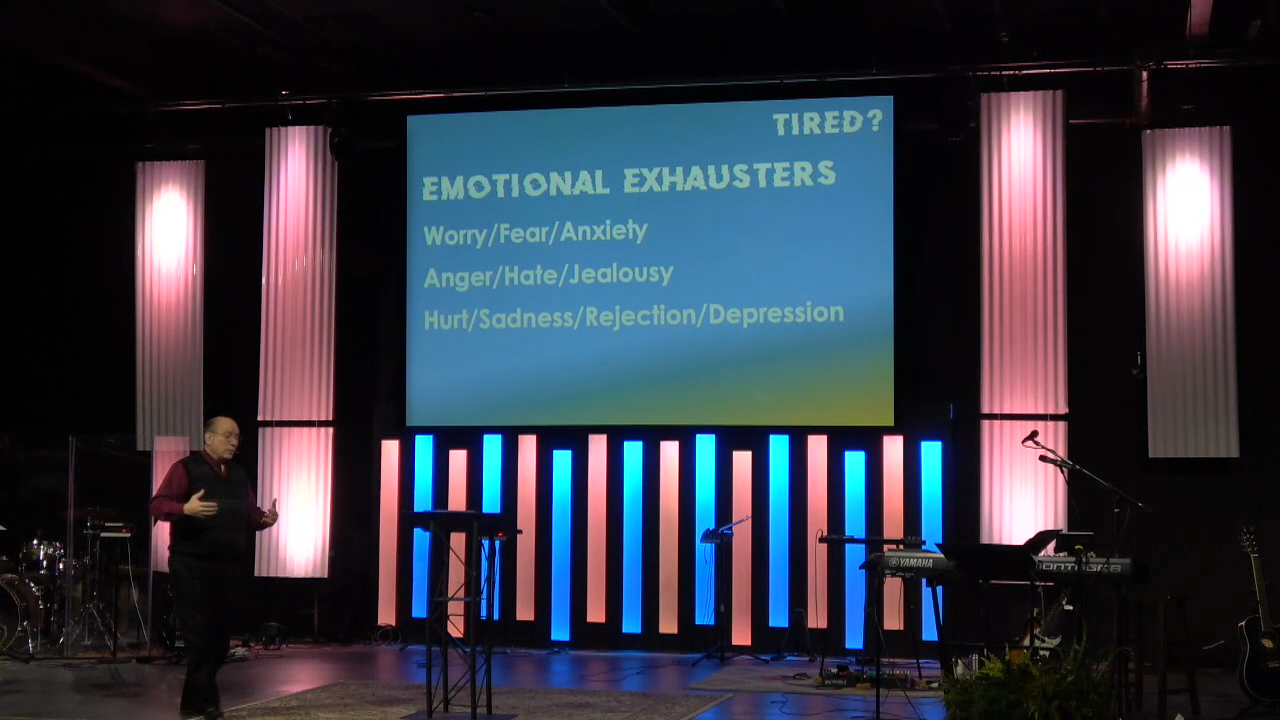 TIRED?
EMOTIONAL EXHAUSTERS
Worry/Fear/Anxiety
Anger/Hate/Jealousy
Hurt/Sadness/Rejection/Depression
YAMAHA